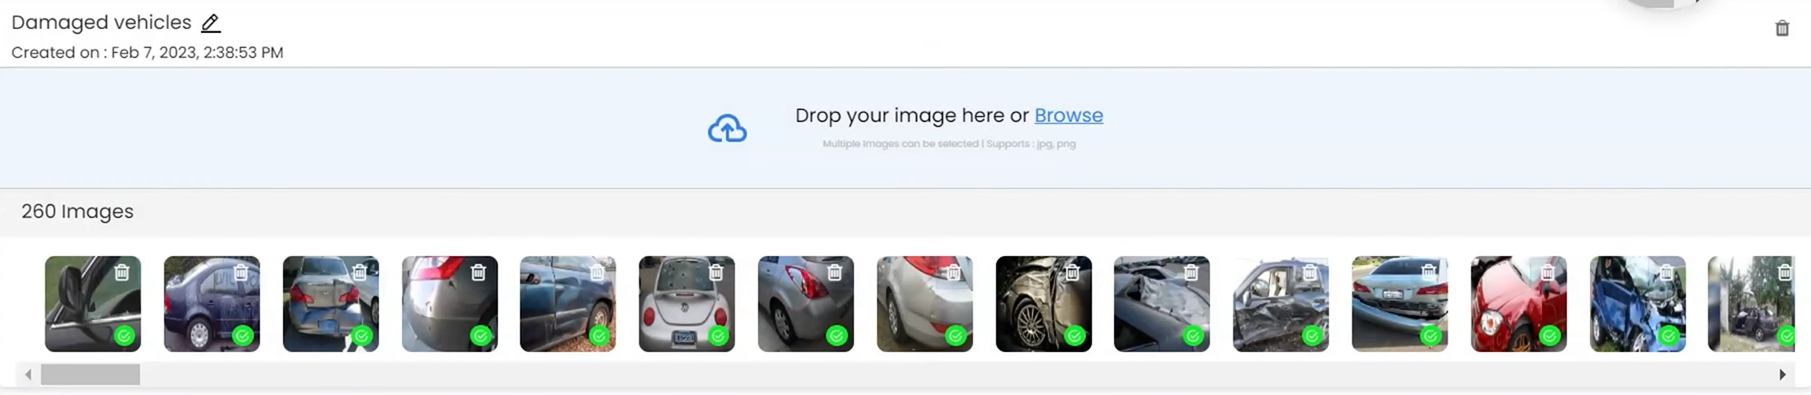 Damaged vehicles
Created on : Feb 7, 2023, 2:38:53 PM
Drop your image here or Browse
Multiple Images can be selected | Supports : jpg, png
260 Images